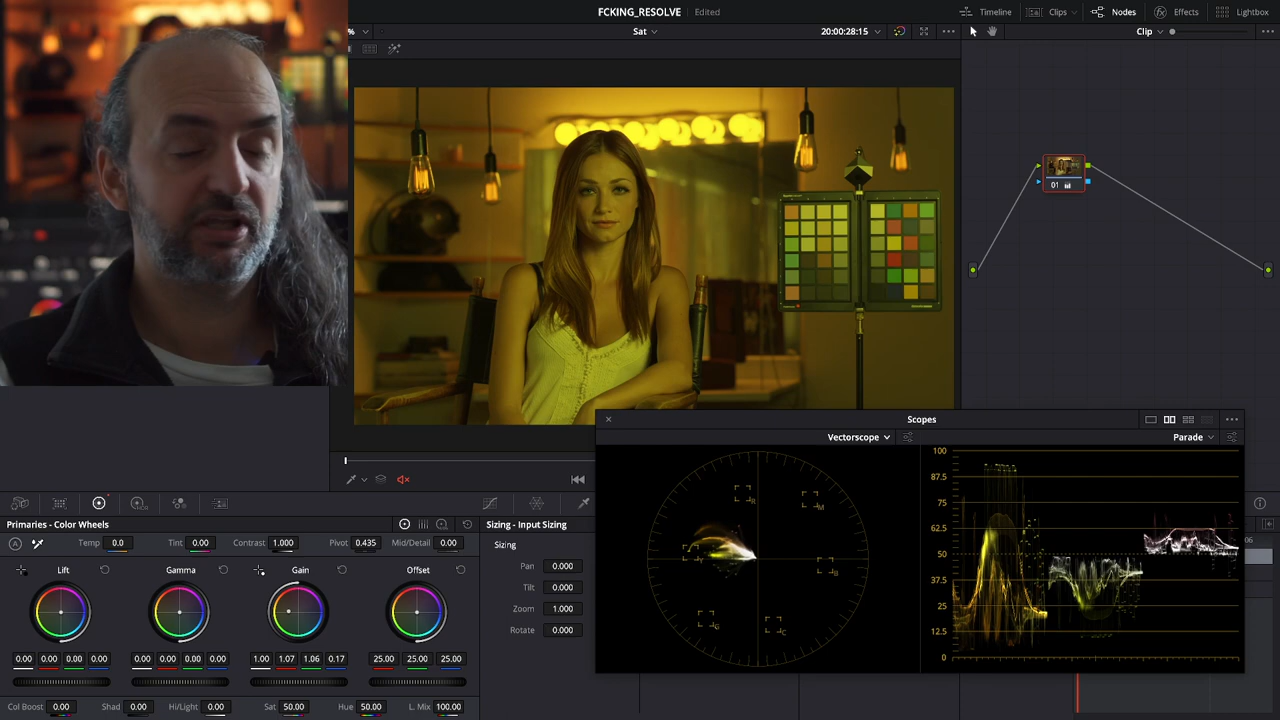 FCKING_RESOLVE Edited Timeline Clips Nodes Effects Lightbox
% Sat 20:00:28:15 Clip
01
Scopes
Vectorscope Parade
R
M
Y
B
G
C
100
87.5
75
62.5
50
37.5
25
12.5
0
Primaries - Color Wheels
Temp 0.0 Tint 0.00 Contrast 1.000 Pivot 0.435 Mid/Detail 0.00
Lift Gamma Gain Offset
0.00 0.00 0.00 0.00 0.00 0.00 0.00 0.00 1.00 1.07 1.06 0.17 25.00 25.00 25.00
Col Boost 0.00 Shad 0.00 Hi/Light 0.00 Sat 50.00 Hue 50.00 L. Mix 100.00
Sizing - Input Sizing
Sizing
Pan 0.000
Tilt 0.000
Zoom 1.000
Rotate 0.000
06